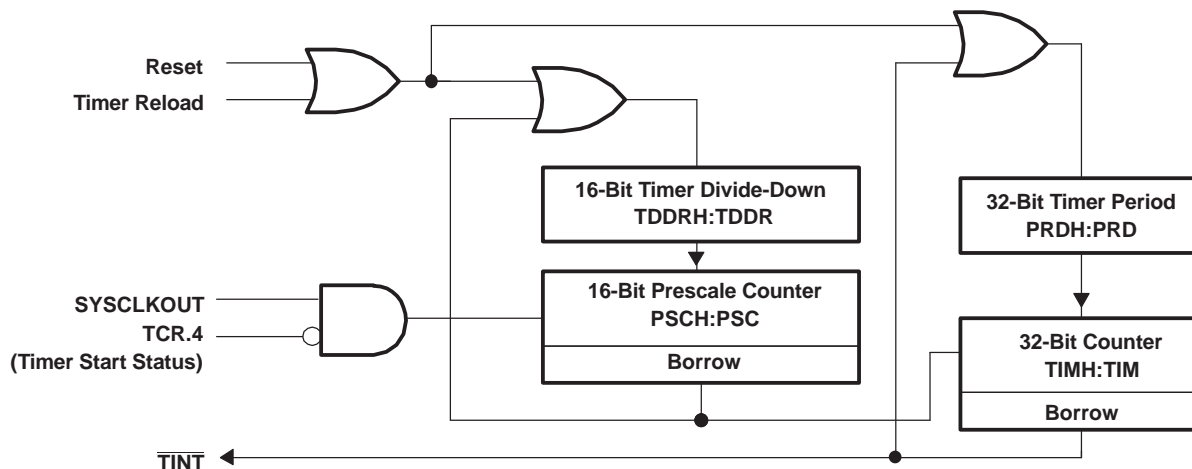 Reset
Timer Reload
16-Bit Timer Divide-Down
TDDRH:TDDR
32-Bit Timer Period
PRDH:PRD
SYSCLKOUT
TCR.4
(Timer Start Status)
16-Bit Prescale Counter
PSCH:PSC
Borrow
32-Bit Counter
TIMH:TIM
Borrow
TINT